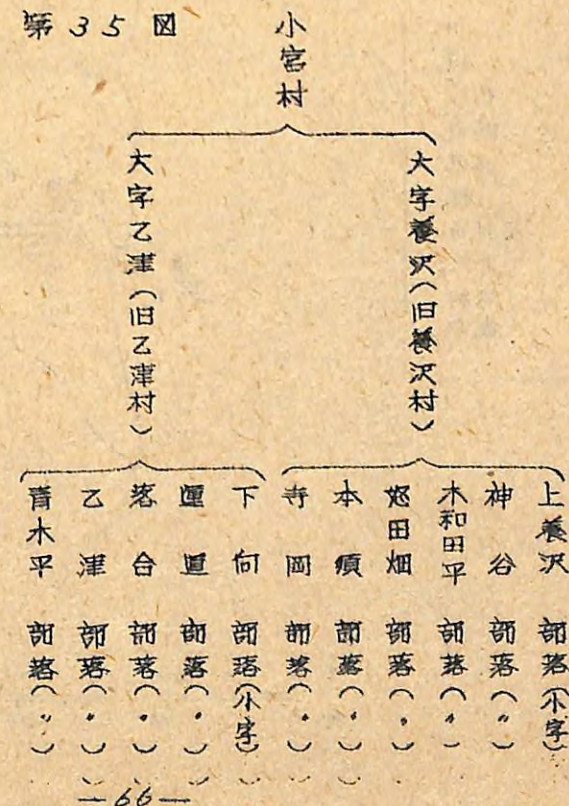 第35図
小宮村
大字養沢(旧養沢村)
上養沢 部落(小字)
神谷 部落(〃)
木和田平 部落(〃)
怒田畑 部落(〃)
本須 部落(〃)
寺岡 部落(〃)
大字乙津(旧乙津村)
下向 部落(小字)
部落(〃)
落合 部落(〃)
乙津 部落(〃)
青木平 部落(〃)
—66—